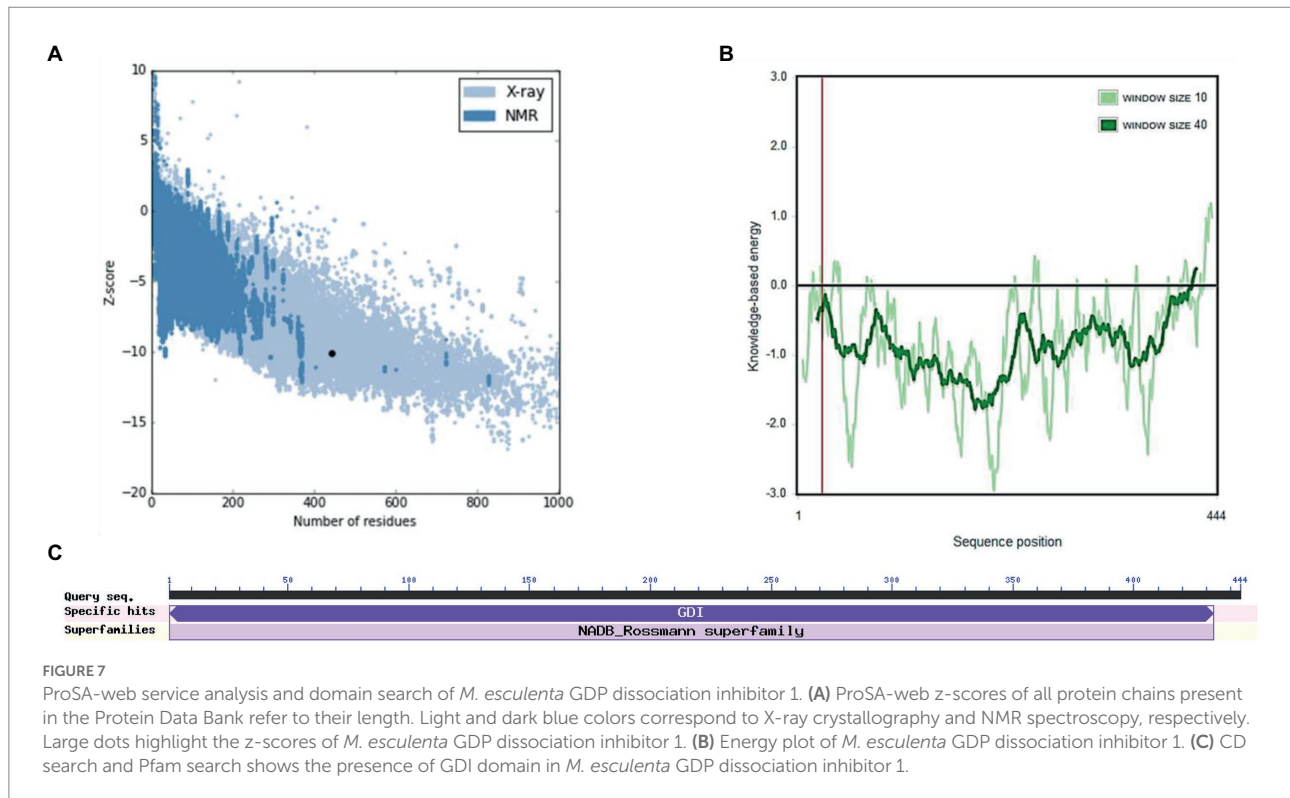 A
10
5
0
−5
−10
−15
−20
0
200
400
600
800
1000
Z-score
Number of residues
X-ray
NMR
B
3.0
2.0
1.0
0.0
-1.0
-2.0
-3.0
1
444
Knowledge-based energy
Sequence position
WINDOW SIZE 10
WINDOW SIZE 40
C
1 50 100 150 200 250 300 350 400 444
Query seq.
Specific hits GDI
Superfamilies NADB_Rossmann superfamily
FIGURE 7
ProSA-web service analysis and domain search of M. esculenta GDP dissociation inhibitor 1. (A) ProSA-web z-scores of all protein chains present
in the Protein Data Bank refer to their length. Light and dark blue colors correspond to X-ray crystallography and NMR spectroscopy, respectively.
Large dots highlight the z-scores of M. esculenta GDP dissociation inhibitor 1. (B) Energy plot of M. esculenta GDP dissociation inhibitor 1. (C) CD
search and Pfam search shows the presence of GDI domain in M. esculenta GDP dissociation inhibitor 1.